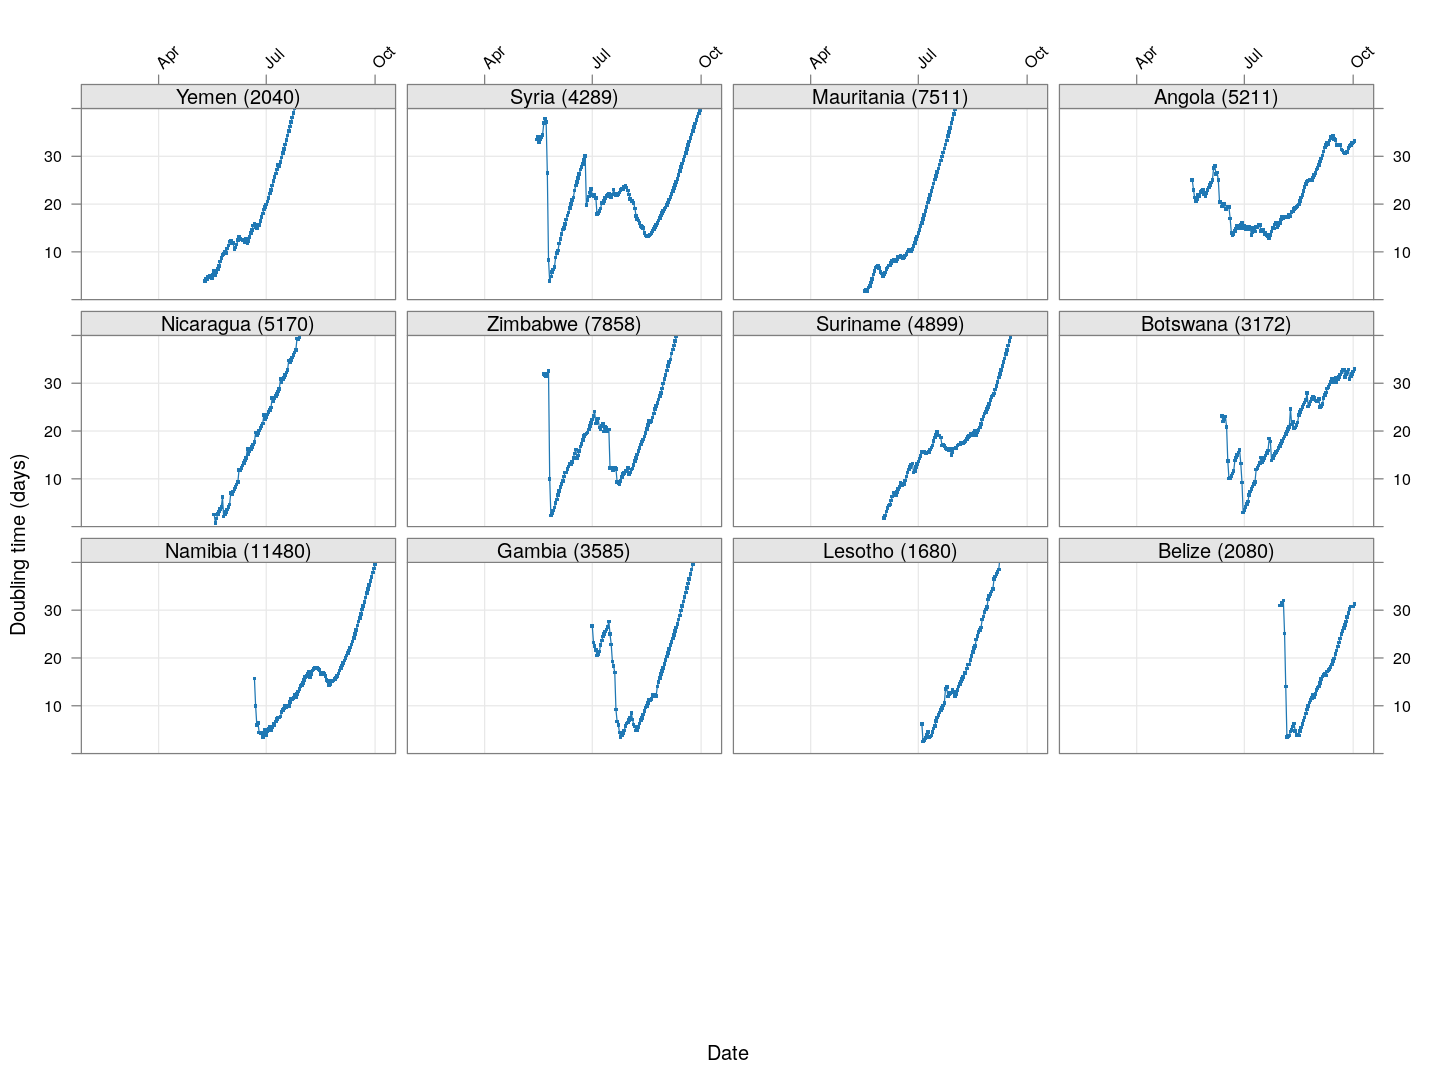 Apr Jul Oct Apr Jul Oct Apr Jul Oct Apr Jul Oct
Yemen (2040) Syria (4289) Mauritania (7511) Angola (5211)
30 30
20 20
10 10
Nicaragua (5170) Zimbabwe (7858) Suriname (4899) Botswana (3172)
30 30
20 20
10 10
Namibia (11480) Gambia (3585) Lesotho (1680) Belize (2080)
30 30
20 20
10 10
Doubling time (days)
Date